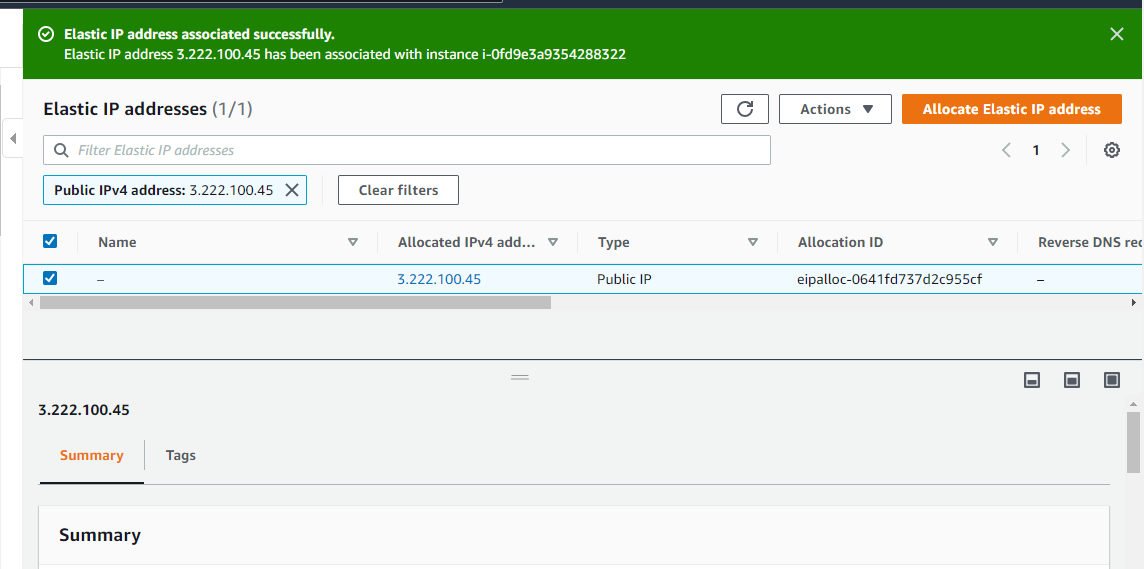 Elastic IP address associated successfully.
Elastic IP address 3.222.100.45 has been associated with instance i-0fd9e3a9354288322
Elastic IP addresses (1/1)
Actions
Allocate Elastic IP address
Filter Elastic IP addresses
1
Public IPv4 address: 3.222.100.45
Clear filters
Name Allocated IPv4 add... Type Allocation ID Reverse DNS rec
– 3.222.100.45 Public IP eipalloc-0641fd737d2c955cf –
3.222.100.45
Summary Tags
Summary